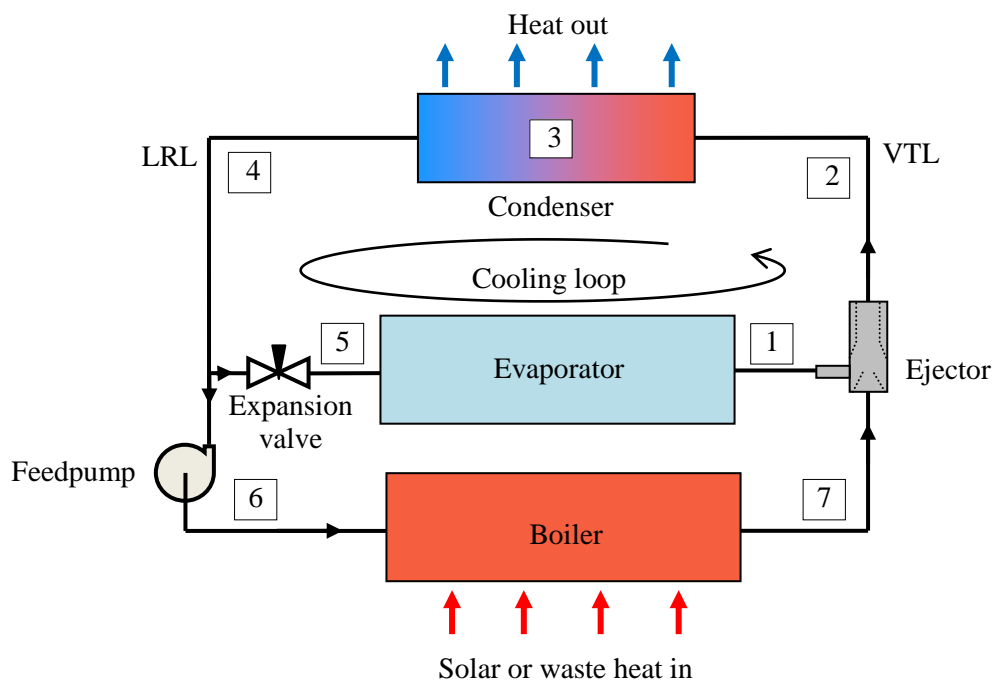 Heat out
3
LRL
VTL
4
2
Condenser
Cooling loop
5
1
Evaporator
Ejector
Expansion
valve
Feedpump
6
7
Boiler
Solar or waste heat in